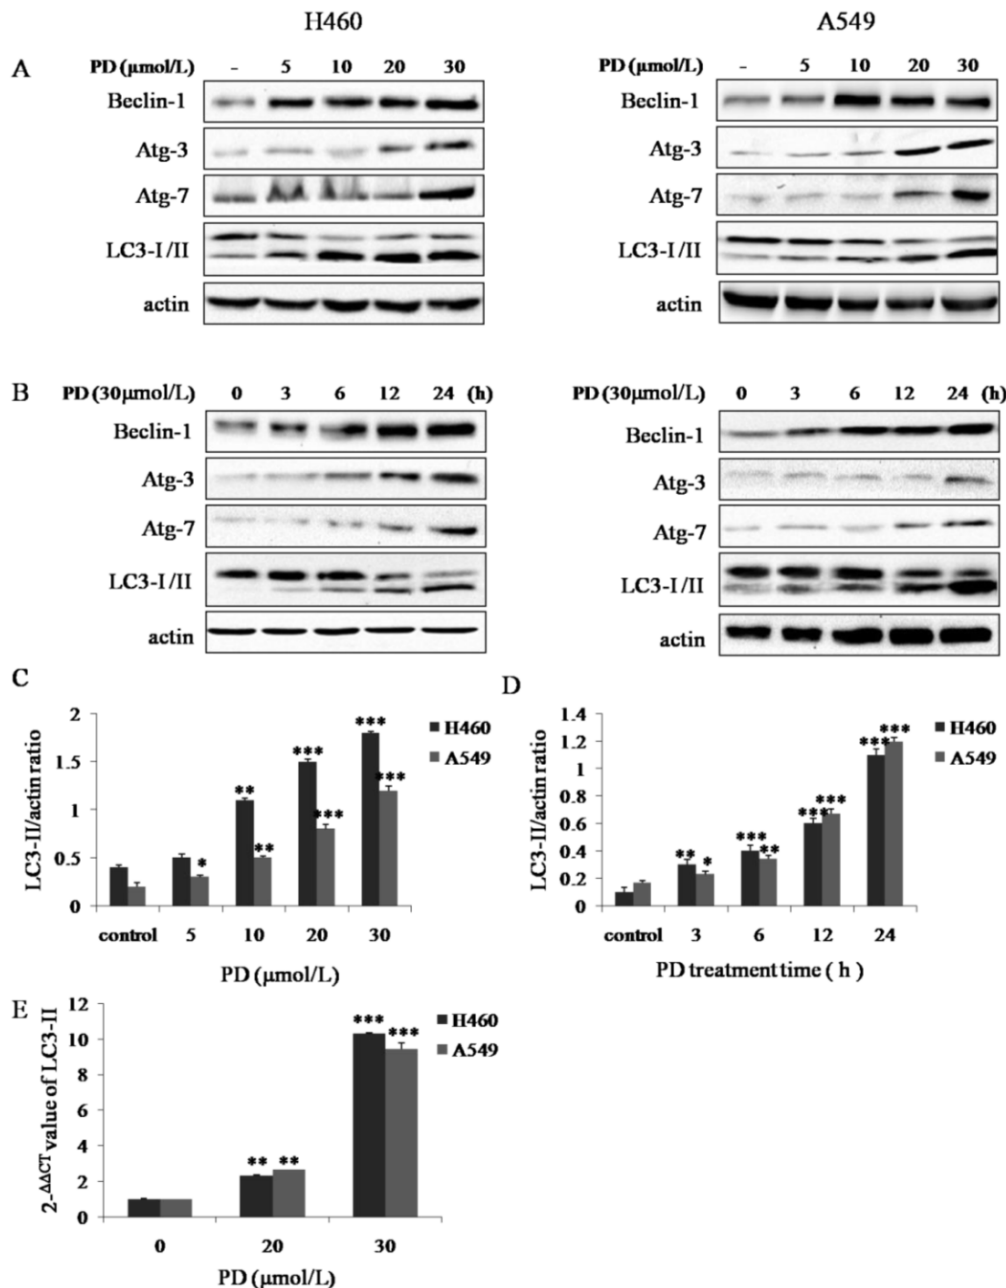 H460 A549
A
PD (µmol/L) - 5 10 20 30
Beclin-1
Atg-3
Atg-7
LC3-I/II
actin
PD (µmol/L) - 5 10 20 30
Beclin-1
Atg-3
Atg-7
LC3-I/II
actin
B
PD (30µmol/L) 0 3 6 12 24 (h)
Beclin-1
Atg-3
Atg-7
LC3-I/II
actin
PD (30µmol/L) 0 3 6 12 24 (h)
Beclin-1
Atg-3
Atg-7
LC3-I/II
actin
C
LC3-II/actin ratio
2
1.5
1
0.5
0
* ** ** *** *** *** ***
H460
A549
control 5 10 20 30
PD (µmol/L)
D
LC3-II/actin ratio
1.4
1.2
1
0.8
0.6
0.4
0.2
0
** * *** ** *** *** *** ***
H460
A549
control 3 6 12 24
PD treatment time ( h )
E
2-ΔΔCT value of LC3-II
12
10
8
6
4
2
0
** ** *** ***
H460
A549
0 20 30
PD (µmol/L)